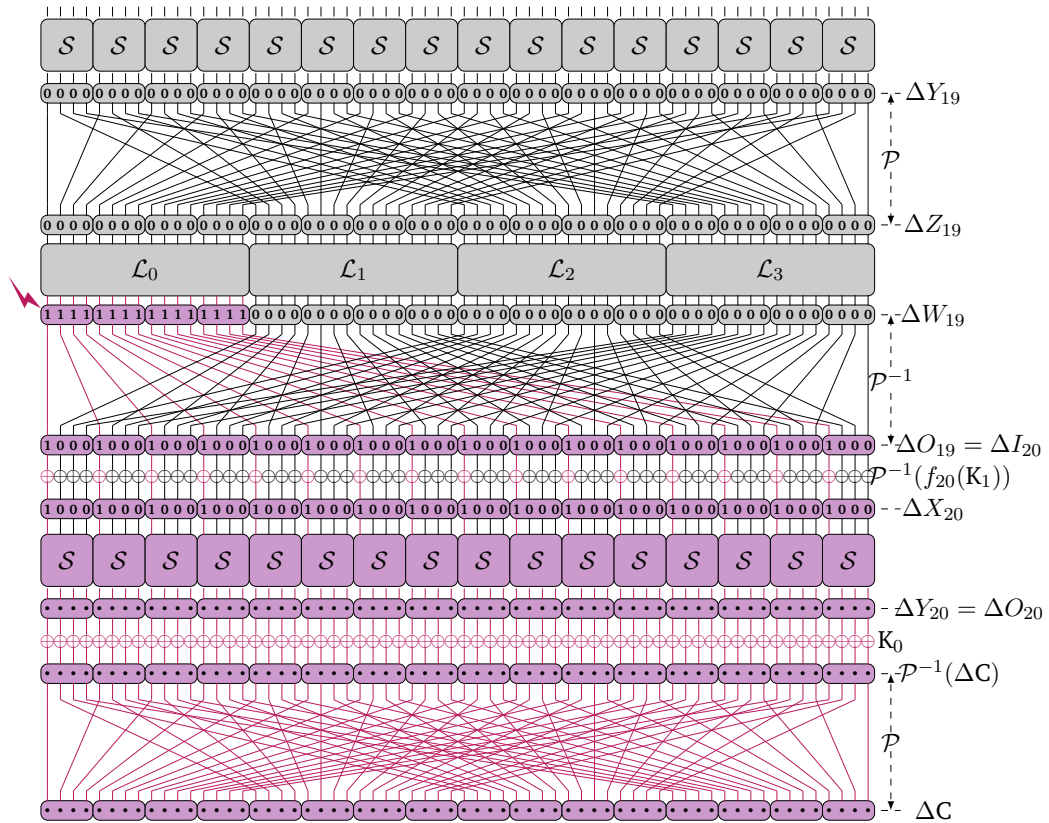 𝒮 𝒮 𝒮 𝒮 𝒮 𝒮 𝒮 𝒮 𝒮 𝒮 𝒮 𝒮 𝒮 𝒮 𝒮 𝒮
0000 0000 0000 0000 0000 0000 0000 0000 0000 0000 0000 0000 0000 0000 0000 0000 ΔY₁₉
𝒫
0000 0000 0000 0000 0000 0000 0000 0000 0000 0000 0000 0000 0000 0000 0000 0000 ΔZ₁₉
ℒ₀ ℒ₁ ℒ₂ ℒ₃
1111 1111 1111 1111 0000 0000 0000 0000 0000 0000 0000 0000 0000 0000 0000 0000 ΔW₁₉
𝒫⁻¹
1000 1000 1000 1000 1000 1000 1000 1000 1000 1000 1000 1000 1000 1000 1000 1000 ΔO₁₉ = ΔI₂₀
𝒫⁻¹(f₂₀(K₁))
1000 1000 1000 1000 1000 1000 1000 1000 1000 1000 1000 1000 1000 1000 1000 1000 ΔX₂₀
𝒮 𝒮 𝒮 𝒮 𝒮 𝒮 𝒮 𝒮 𝒮 𝒮 𝒮 𝒮 𝒮 𝒮 𝒮 𝒮
ΔY₂₀ = ΔO₂₀
K₀
𝒫⁻¹(ΔC)
𝒫
ΔC